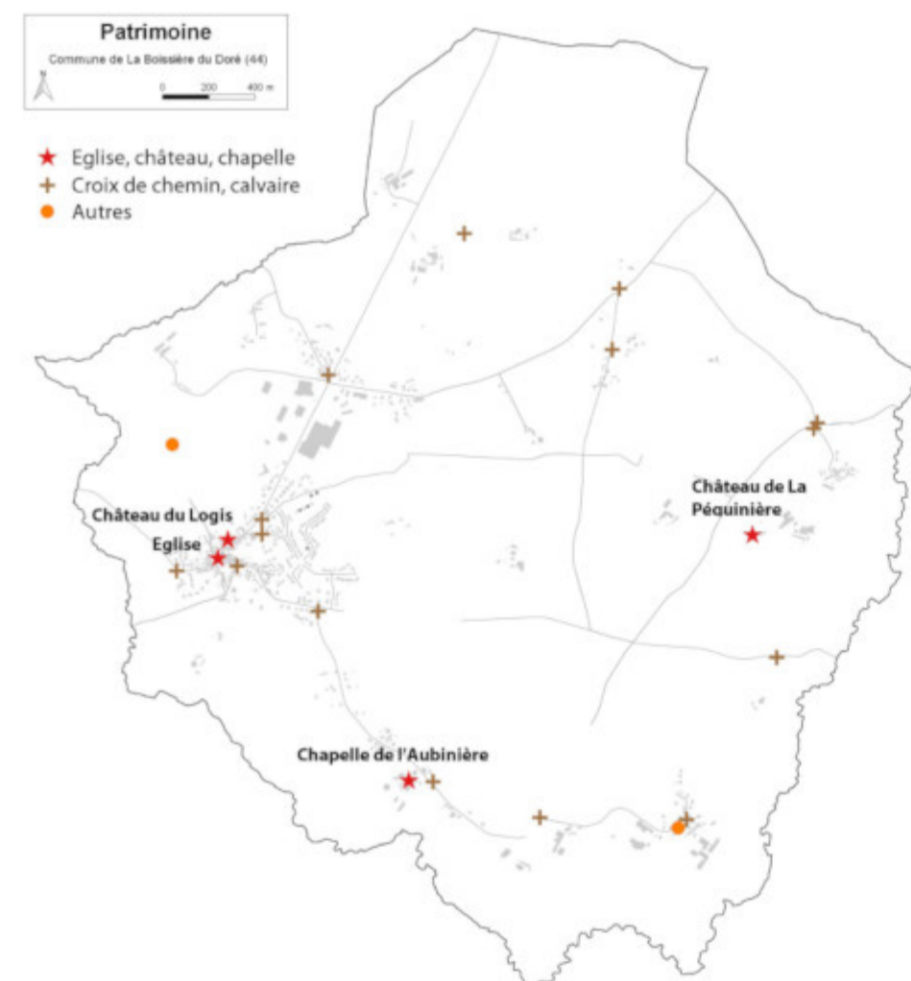 Patrimoine
Commune de La Boissière du Doré (44)
N
0 200 400 m
Eglise, château, chapelle
Croix de chemin, calvaire
Autres
Château du Logis
Eglise
Château de La
Péquinière
Chapelle de l'Aubinière